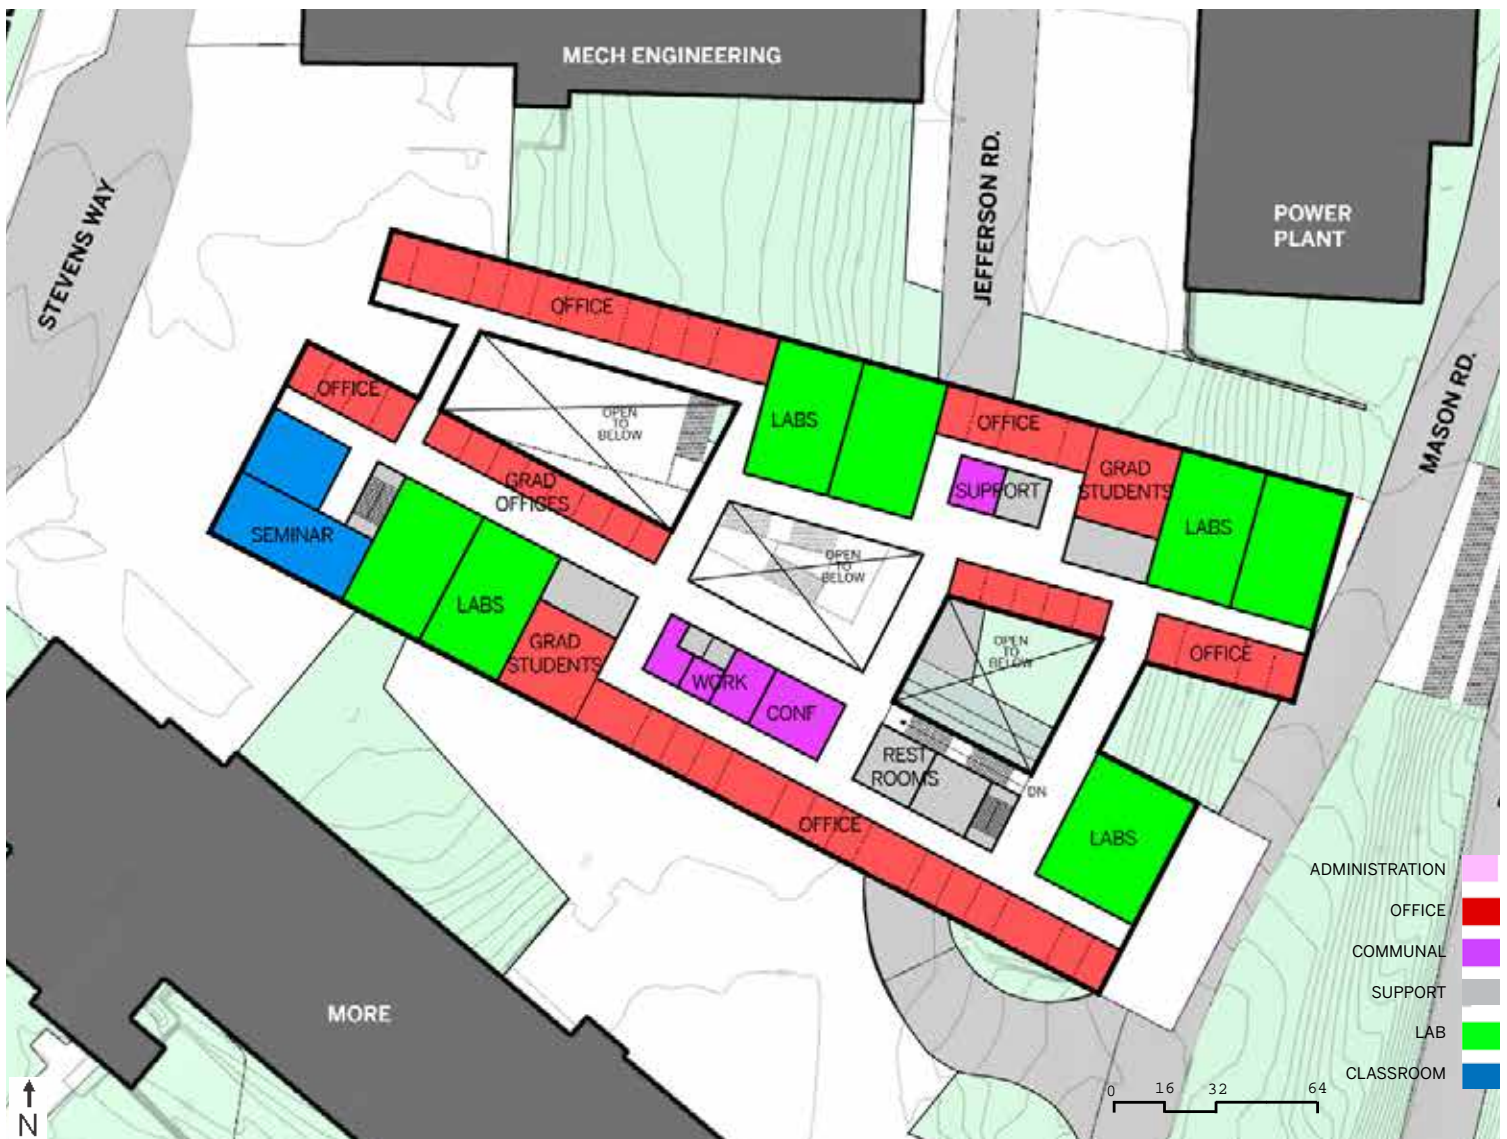 MECH ENGINEERING
STEVENS WAY
JEFFERSON RD.
POWER
PLANT
MASON RD.
OFFICE
OFFICE
OPEN
TO
BELOW
LABS
OFFICE
GRAD
STUDENTS
SUPPORT
LABS
GRAD
OFFICES
SEMINAR
OPEN
TO
BELOW
LABS
GRAD
STUDENTS
OPEN
TO
BELOW
OFFICE
WORK
CONF
REST
ROOMS
DN
OFFICE
LABS
MORE
ADMINISTRATION
OFFICE
COMMUNAL
SUPPORT
LAB
CLASSROOM
0 16 32 64
N